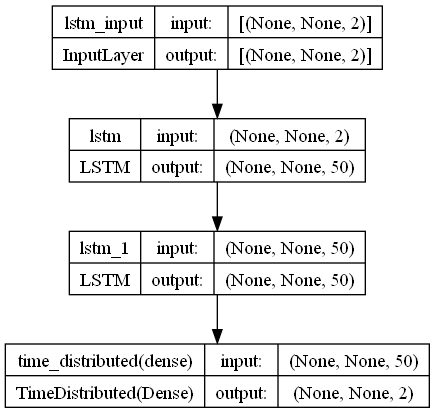 lstm_input input: [(None, None, 2)]
InputLayer output: [(None, None, 2)]
lstm input: (None, None, 2)
LSTM output: (None, None, 50)
lstm_1 input: (None, None, 50)
LSTM output: (None, None, 50)
time_distributed(dense) input: (None, None, 50)
TimeDistributed(Dense) output: (None, None, 2)